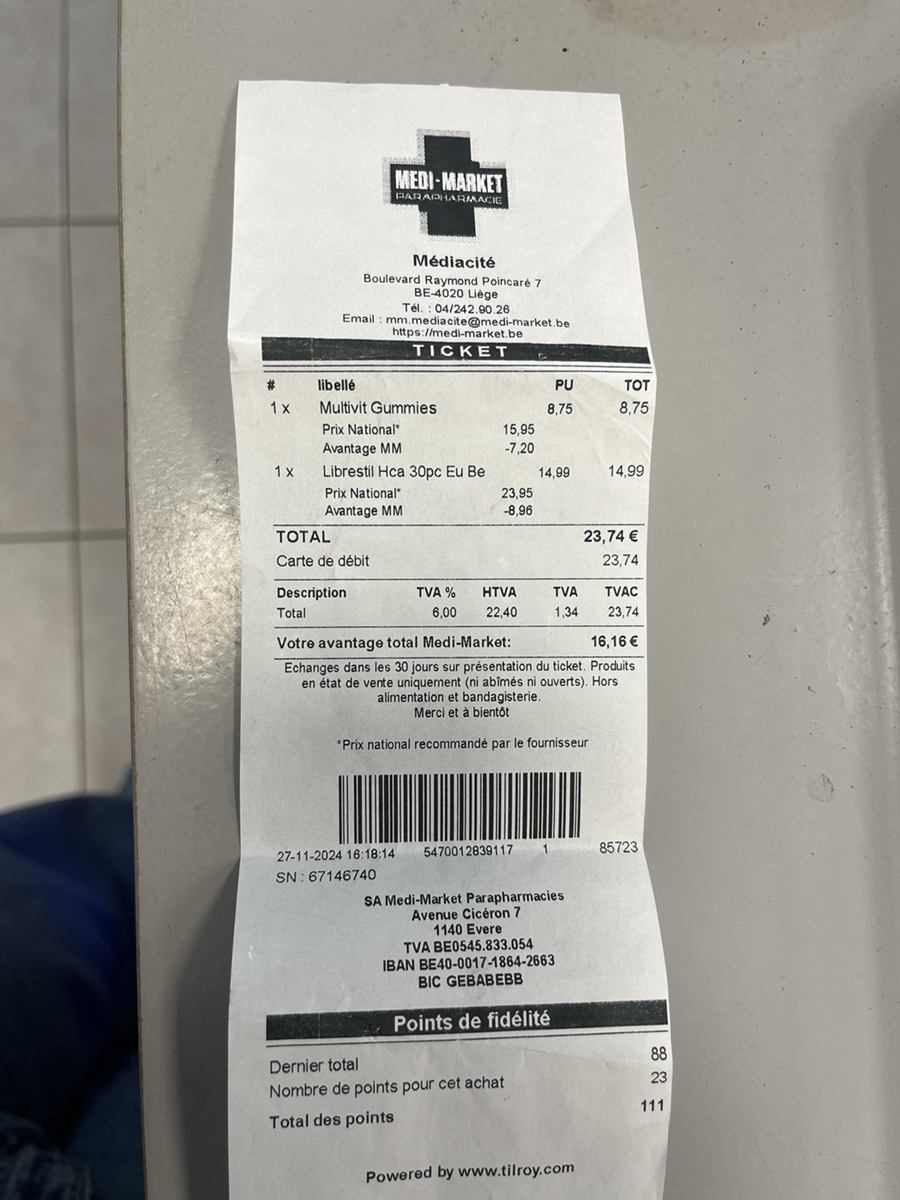 MEDI-MARKET
PARAPHARMACIE
Médiacité
Boulevard Raymond Poincaré 7
BE-4020 Liège
Tél. : 04/242.90.26
Email : mm.mediacite@medi-market.be
https://medi-market.be
TICKET
# libellé PU TOT
1 x Multivit Gummies 8,75 8,75
Prix National* 15,95
Avantage MM -7,20
1 x Librestil Hca 30pc Eu Be 14,99 14,99
Prix National* 23,95
Avantage MM -8,96
TOTAL 23,74 €
Carte de débit 23,74
Description TVA % HTVA TVA TVAC
Total 6,00 22,40 1,34 23,74
Votre avantage total Medi-Market: 16,16 €
Echanges dans les 30 jours sur présentation du ticket. Produits
en état de vente uniquement (ni abîmés ni ouverts). Hors
alimentation et bandagisterie.
Merci et à bientôt
*Prix national recommandé par le fournisseur
27-11-2024 16:18:14 5470012839117 1 85723
SN : 67146740
SA Medi-Market Parapharmacies
Avenue Cicéron 7
1140 Evere
TVA BE0545.833.054
IBAN BE40-0017-1864-2663
BIC GEBABEBB
Points de fidélité
Dernier total 88
Nombre de points pour cet achat 23
Total des points 111
Powered by www.tilroy.com